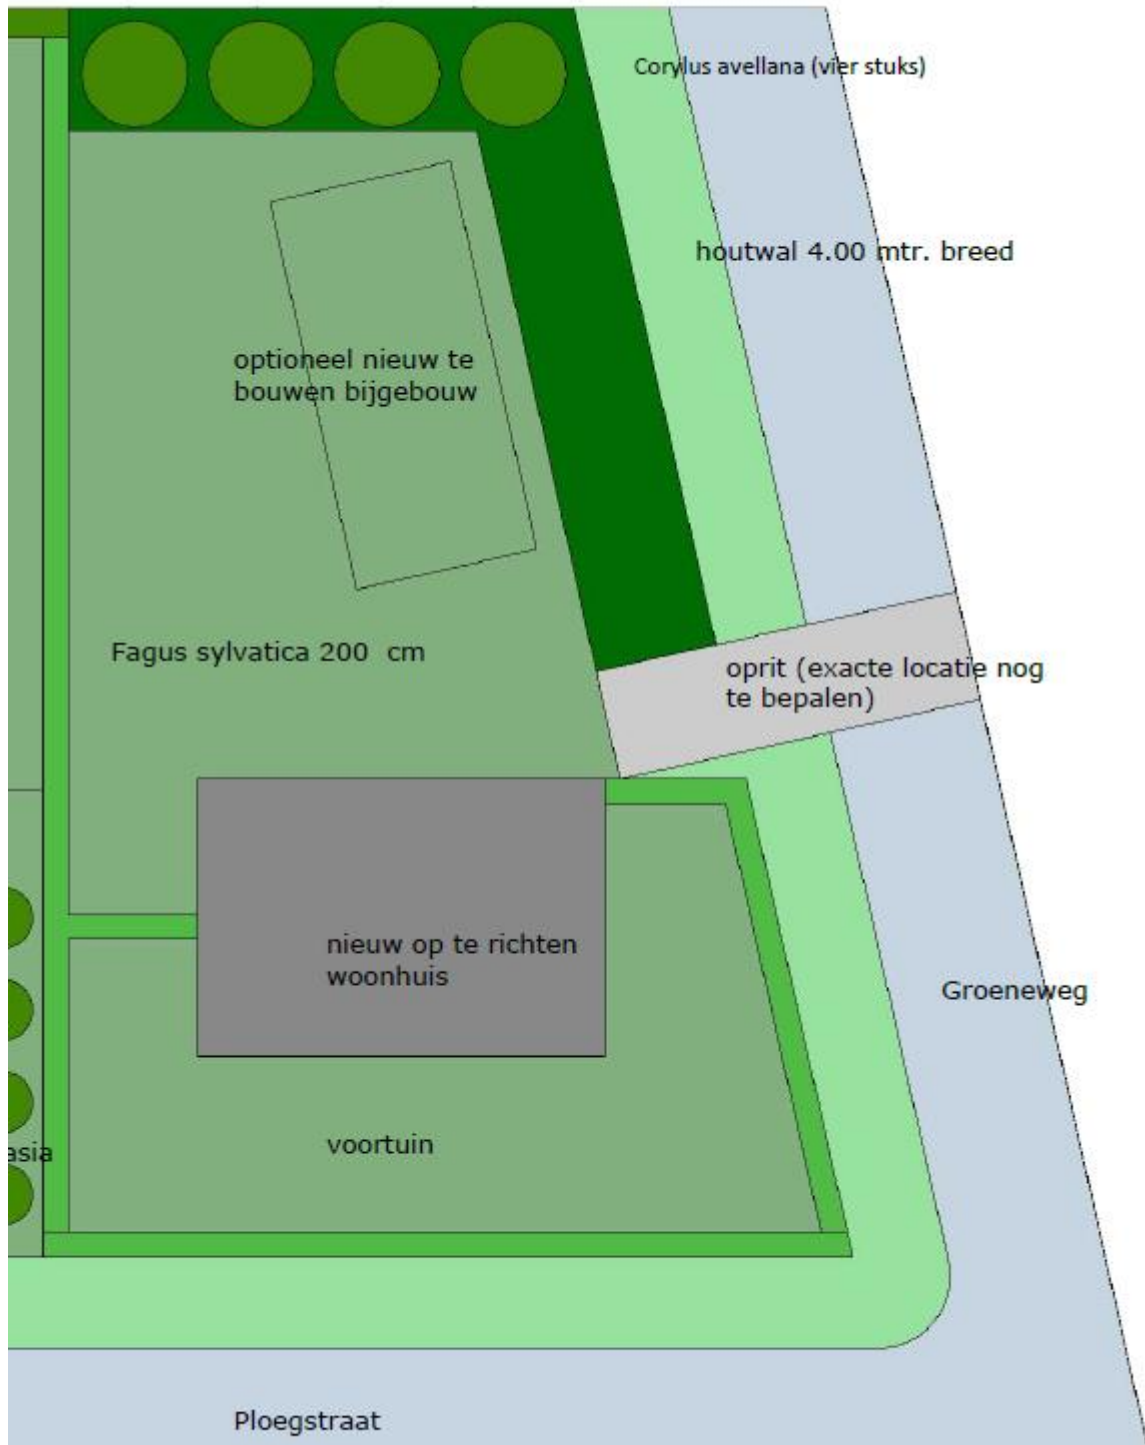 Corylus avellana (vier stuks)
houtwal 4.00 mtr. breed
optioneel nieuw te
bouwen bijgebouw
Fagus sylvatica 200 cm
oprit (exacte locatie nog
te bepalen)
nieuw op te richten
woonhuis
Groeneweg
voortuin
asia
Ploegstraat